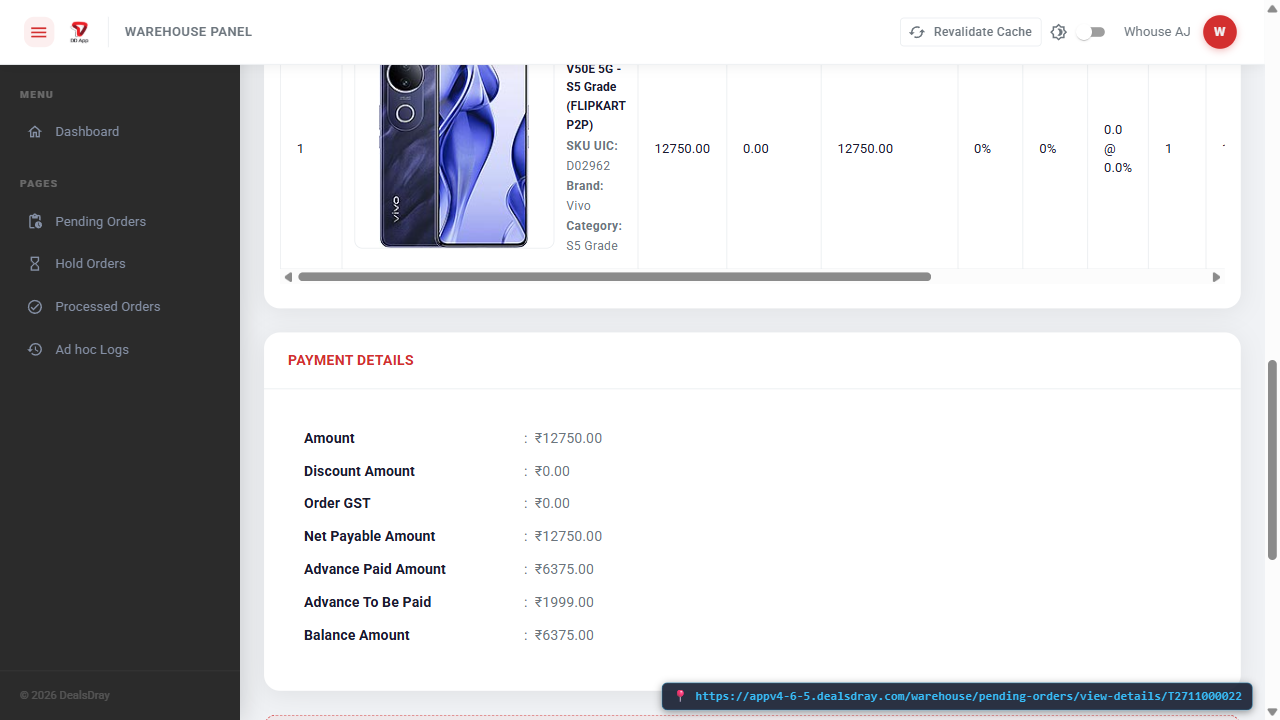 DD App
WAREHOUSE PANEL
Revalidate Cache
Whouse AJ
W
MENU
Dashboard
PAGES
Pending Orders
Hold Orders
Processed Orders
Ad hoc Logs
© 2026 DealsDray
1
vivo
V50E 5G -
S5 Grade
(FLIPKART
P2P)
SKU UIC:
D02962
Brand:
Vivo
Category:
S5 Grade
12750.00
0.00
12750.00
0%
0%
0.0
@
0.0%
1
PAYMENT DETAILS
Amount : ₹12750.00
Discount Amount : ₹0.00
Order GST : ₹0.00
Net Payable Amount : ₹12750.00
Advance Paid Amount : ₹6375.00
Advance To Be Paid : ₹1999.00
Balance Amount : ₹6375.00
https://appv4-6-5.dealsdray.com/warehouse/pending-orders/view-details/T2711000022